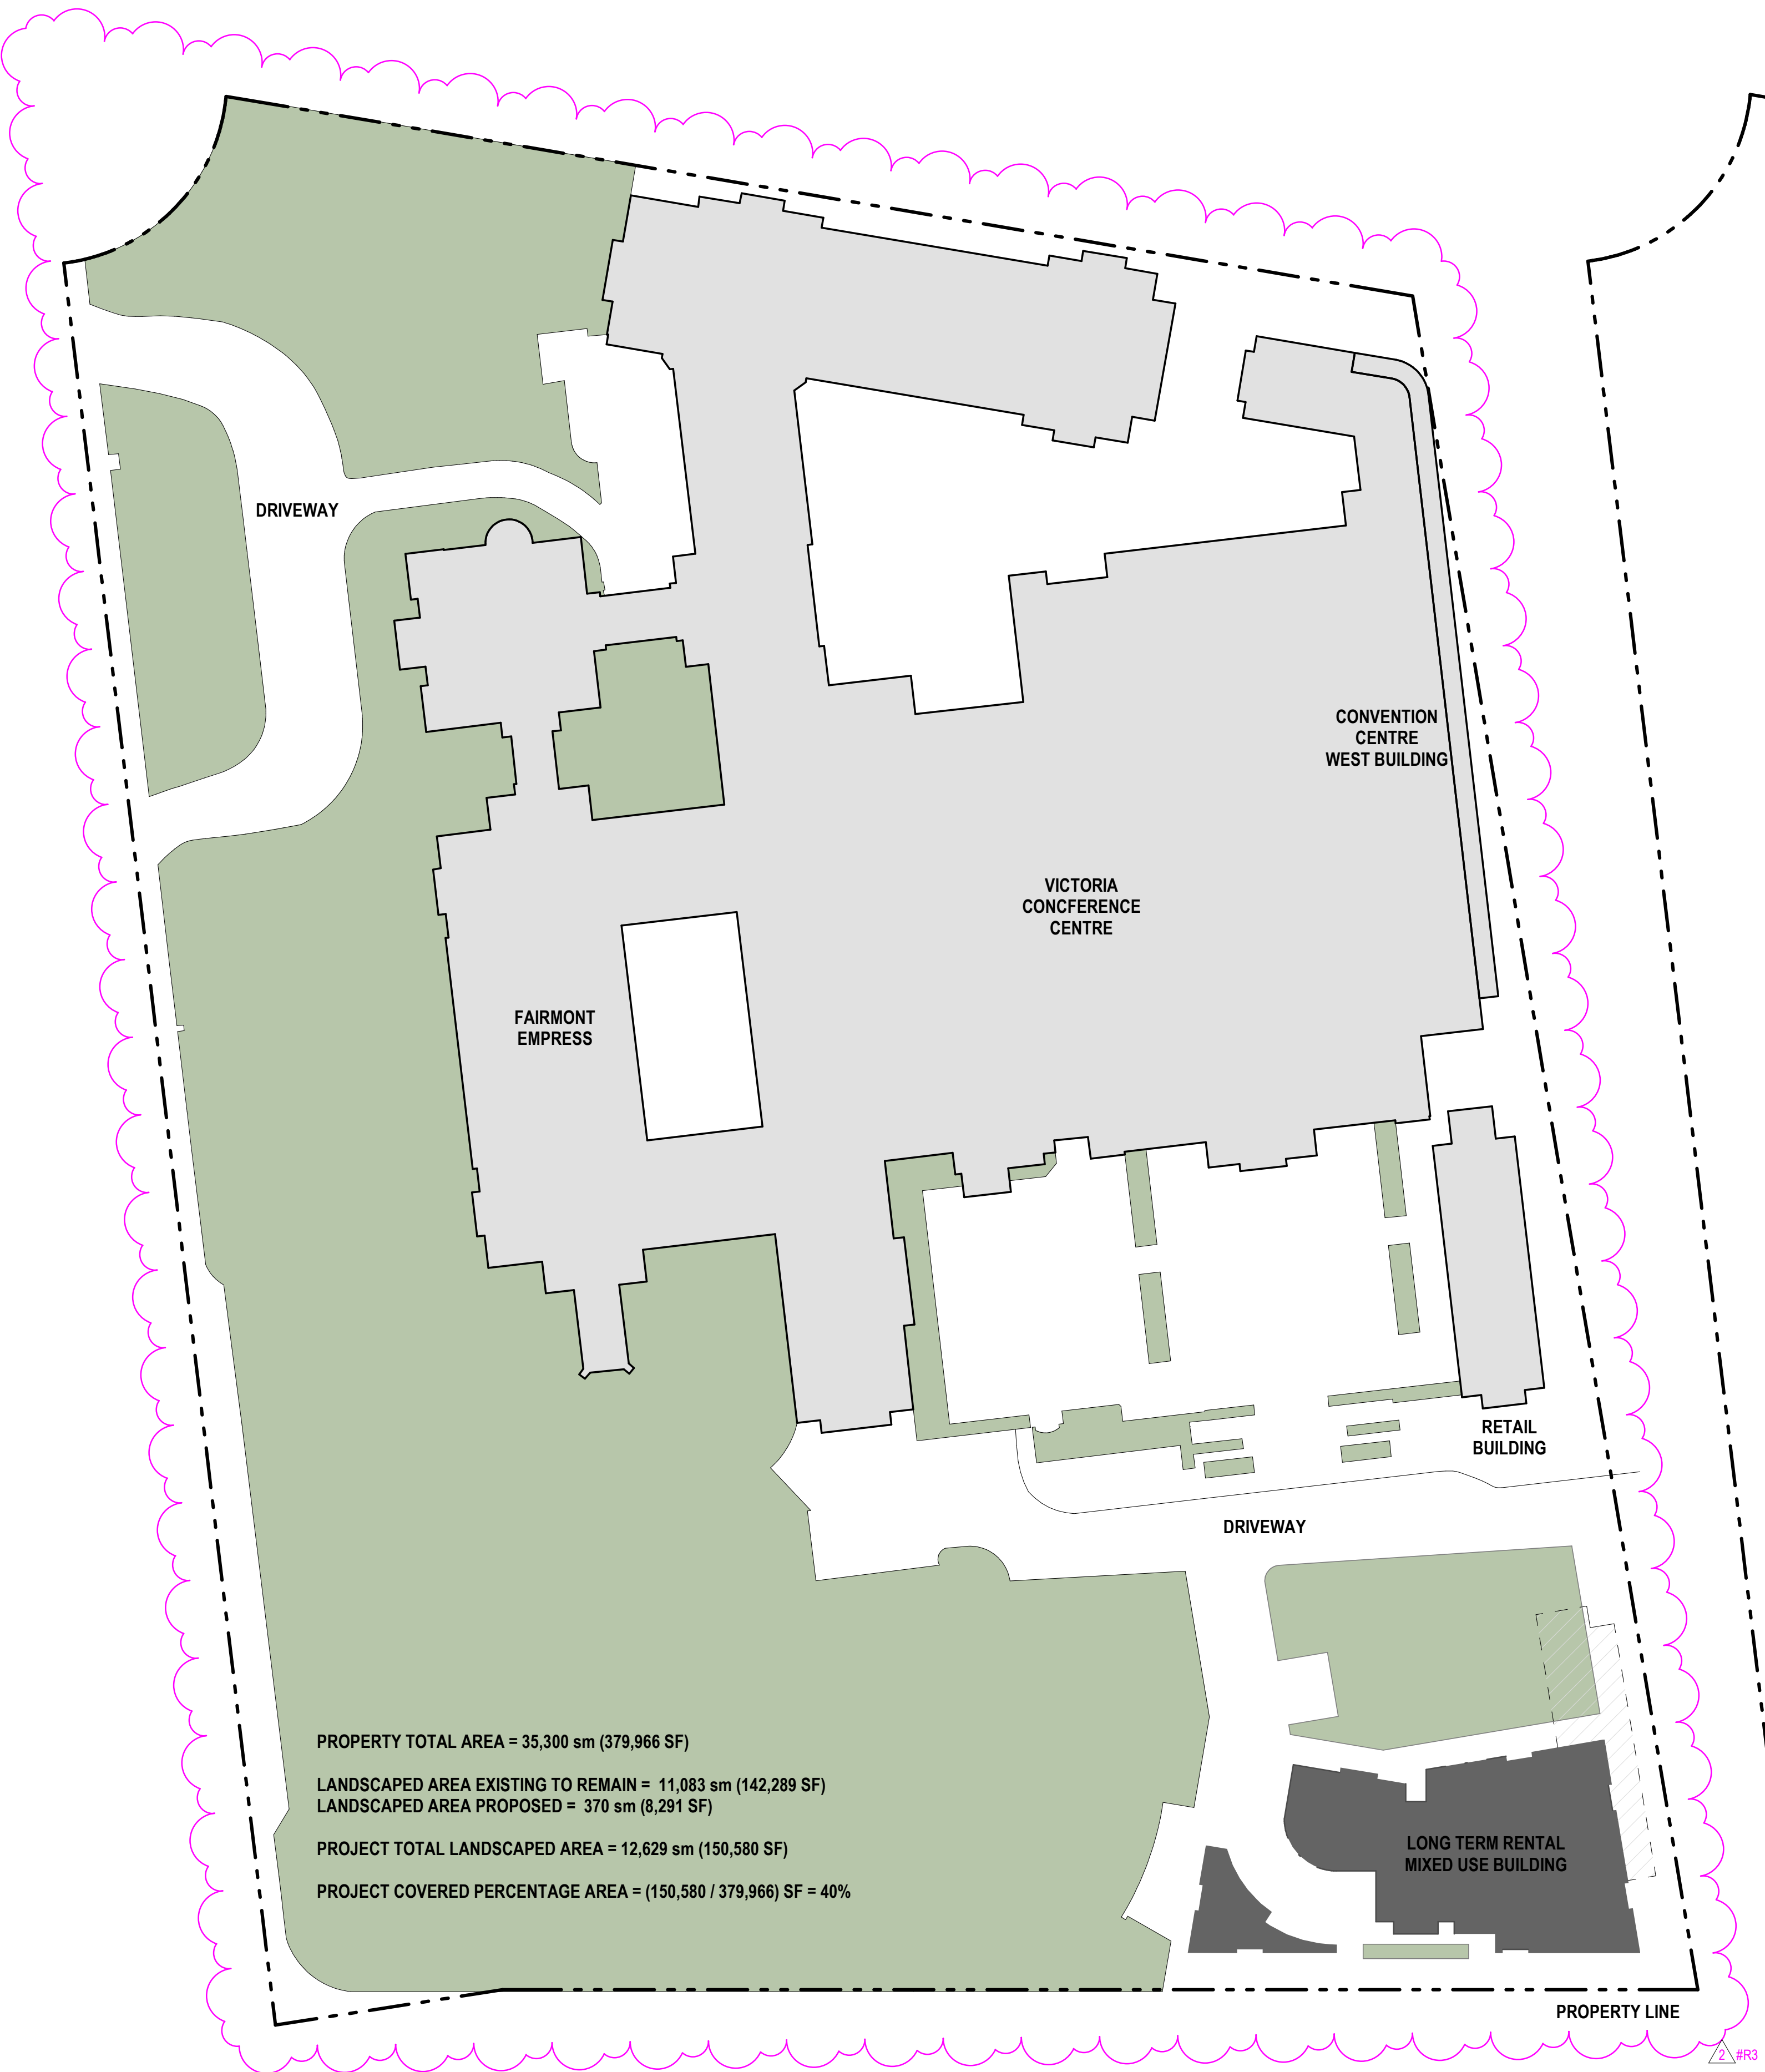 DRIVEWAY
CONVENTION
CENTRE
WEST BUILDING
VICTORIA
CONCFERENCE
CENTRE
FAIRMONT
EMPRESS
RETAIL
BUILDING
DRIVEWAY
PROPERTY TOTAL AREA = 35,300 sm (379,966 SF)
LANDSCAPED AREA EXISTING TO REMAIN = 11,083 sm (142,289 SF)
LANDSCAPED AREA PROPOSED = 370 sm (8,291 SF)
PROJECT TOTAL LANDSCAPED AREA = 12,629 sm (150,580 SF)
PROJECT COVERED PERCENTAGE AREA = (150,580 / 379,966) SF = 40%
LONG TERM RENTAL
MIXED USE BUILDING
PROPERTY LINE
2 #R3